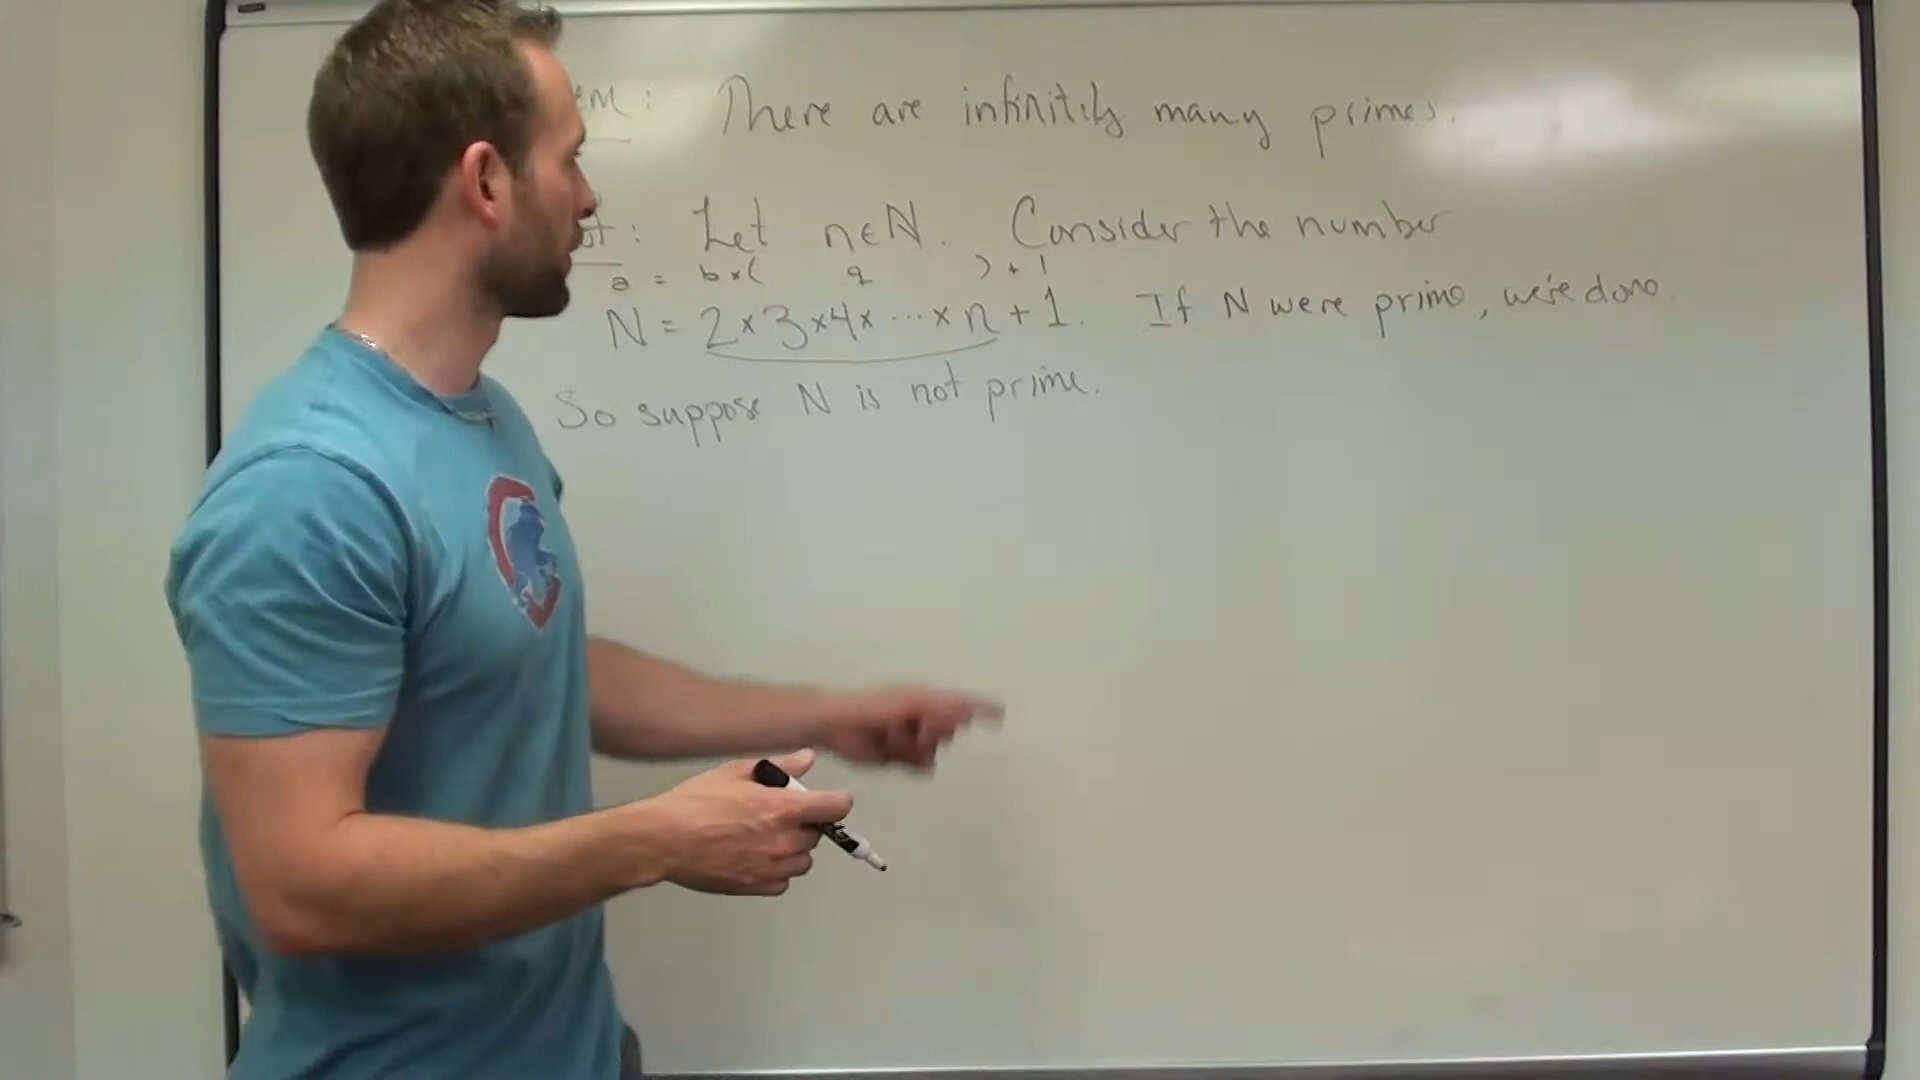 em: There are infinitely many primes.
of: Let n∈N. Consider the number
a = b×( q ) + 1
N = 2×3×4×...×n + 1. If N were prime, we're done.
So suppose N is not prime.